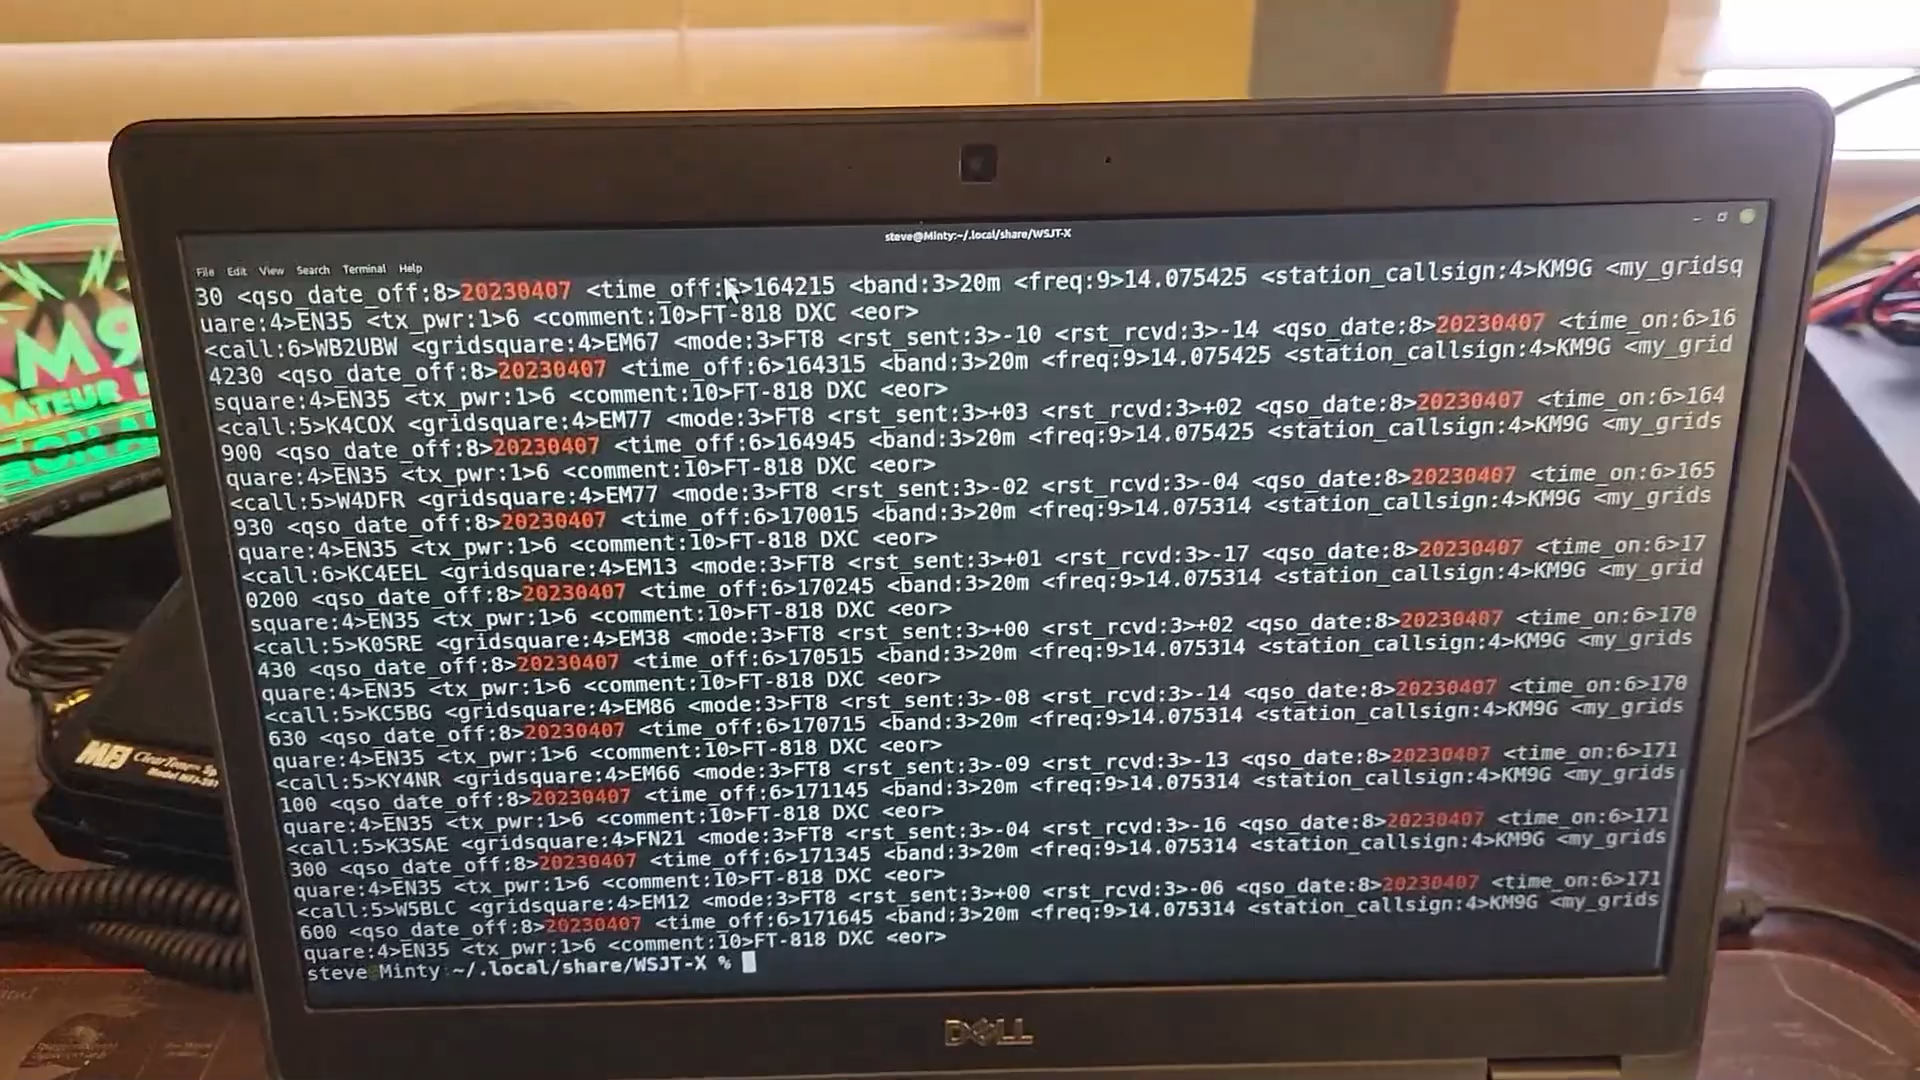 steve@Minty:~/.local/share/WSJT-X
File Edit View Search Terminal Help
30 <qso_date_off:8>20230407 <time_off:6>164215 <band:3>20m <freq:9>14.075425 <station_callsign:4>KM9G <my_gridsq
uare:4>EN35 <tx_pwr:1>6 <comment:10>FT-818 DXC <eor>
<call:6>WB2UBW <gridsquare:4>EM67 <mode:3>FT8 <rst_sent:3>-10 <rst_rcvd:3>-14 <qso_date:8>20230407 <time_on:6>16
4230 <qso_date_off:8>20230407 <time_off:6>164315 <band:3>20m <freq:9>14.075425 <station_callsign:4>KM9G <my_grid
square:4>EN35 <tx_pwr:1>6 <comment:10>FT-818 DXC <eor>
<call:5>K4COX <gridsquare:4>EM77 <mode:3>FT8 <rst_sent:3>+03 <rst_rcvd:3>+02 <qso_date:8>20230407 <time_on:6>164
900 <qso_date_off:8>20230407 <time_off:6>164945 <band:3>20m <freq:9>14.075425 <station_callsign:4>KM9G <my_grids
quare:4>EN35 <tx_pwr:1>6 <comment:10>FT-818 DXC <eor>
<call:5>W4DFR <gridsquare:4>EM77 <mode:3>FT8 <rst_sent:3>-02 <rst_rcvd:3>-04 <qso_date:8>20230407 <time_on:6>165
930 <qso_date_off:8>20230407 <time_off:6>170015 <band:3>20m <freq:9>14.075314 <station_callsign:4>KM9G <my_grids
quare:4>EN35 <tx_pwr:1>6 <comment:10>FT-818 DXC <eor>
<call:6>KC4EEL <gridsquare:4>EM13 <mode:3>FT8 <rst_sent:3>+01 <rst_rcvd:3>-17 <qso_date:8>20230407 <time_on:6>17
0200 <qso_date_off:8>20230407 <time_off:6>170245 <band:3>20m <freq:9>14.075314 <station_callsign:4>KM9G <my_grid
square:4>EN35 <tx_pwr:1>6 <comment:10>FT-818 DXC <eor>
<call:5>K0SRE <gridsquare:4>EM38 <mode:3>FT8 <rst_sent:3>+00 <rst_rcvd:3>+02 <qso_date:8>20230407 <time_on:6>170
430 <qso_date_off:8>20230407 <time_off:6>170515 <band:3>20m <freq:9>14.075314 <station_callsign:4>KM9G <my_grids
quare:4>EN35 <tx_pwr:1>6 <comment:10>FT-818 DXC <eor>
<call:5>KC5BG <gridsquare:4>EM86 <mode:3>FT8 <rst_sent:3>-08 <rst_rcvd:3>-14 <qso_date:8>20230407 <time_on:6>170
630 <qso_date_off:8>20230407 <time_off:6>170715 <band:3>20m <freq:9>14.075314 <station_callsign:4>KM9G <my_grids
quare:4>EN35 <tx_pwr:1>6 <comment:10>FT-818 DXC <eor>
<call:5>KY4NR <gridsquare:4>EM66 <mode:3>FT8 <rst_sent:3>-09 <rst_rcvd:3>-13 <qso_date:8>20230407 <time_on:6>171
100 <qso_date_off:8>20230407 <time_off:6>171145 <band:3>20m <freq:9>14.075314 <station_callsign:4>KM9G <my_grids
quare:4>EN35 <tx_pwr:1>6 <comment:10>FT-818 DXC <eor>
<call:5>K3SAE <gridsquare:4>FN21 <mode:3>FT8 <rst_sent:3>-04 <rst_rcvd:3>-16 <qso_date:8>20230407 <time_on:6>171
300 <qso_date_off:8>20230407 <time_off:6>171345 <band:3>20m <freq:9>14.075314 <station_callsign:4>KM9G <my_grids
quare:4>EN35 <tx_pwr:1>6 <comment:10>FT-818 DXC <eor>
<call:5>W5BLC <gridsquare:4>EM12 <mode:3>FT8 <rst_sent:3>+00 <rst_rcvd:3>-06 <qso_date:8>20230407 <time_on:6>171
600 <qso_date_off:8>20230407 <time_off:6>171645 <band:3>20m <freq:9>14.075314 <station_callsign:4>KM9G <my_grids
quare:4>EN35 <tx_pwr:1>6 <comment:10>FT-818 DXC <eor>
steve@Minty ~/.local/share/WSJT-X %
DELL
MFJ